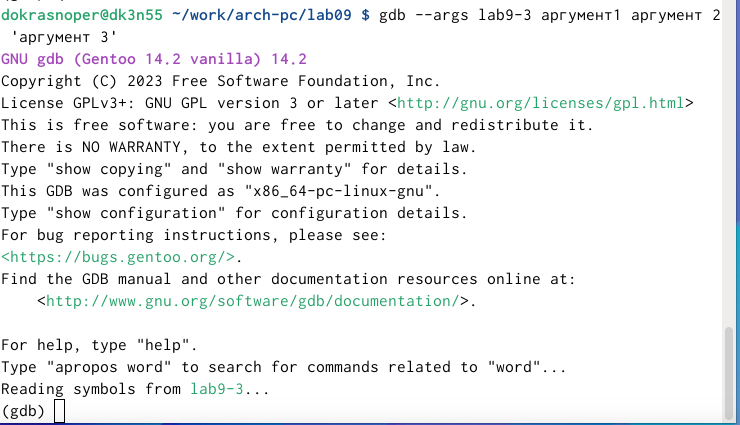 dokrasnoper@dk3n55 ~/work/arch-pc/lab09 $ gdb --args lab9-3 аргумент1 аргумент 2
'аргумент 3'
GNU gdb (Gentoo 14.2 vanilla) 14.2
Copyright (C) 2023 Free Software Foundation, Inc.
License GPLv3+: GNU GPL version 3 or later <http://gnu.org/licenses/gpl.html>
This is free software: you are free to change and redistribute it.
There is NO WARRANTY, to the extent permitted by law.
Type "show copying" and "show warranty" for details.
This GDB was configured as "x86_64-pc-linux-gnu".
Type "show configuration" for configuration details.
For bug reporting instructions, please see:
<https://bugs.gentoo.org/>.
Find the GDB manual and other documentation resources online at:
<http://www.gnu.org/software/gdb/documentation/>.
For help, type "help".
Type "apropos word" to search for commands related to "word"...
Reading symbols from lab9-3...
(gdb)